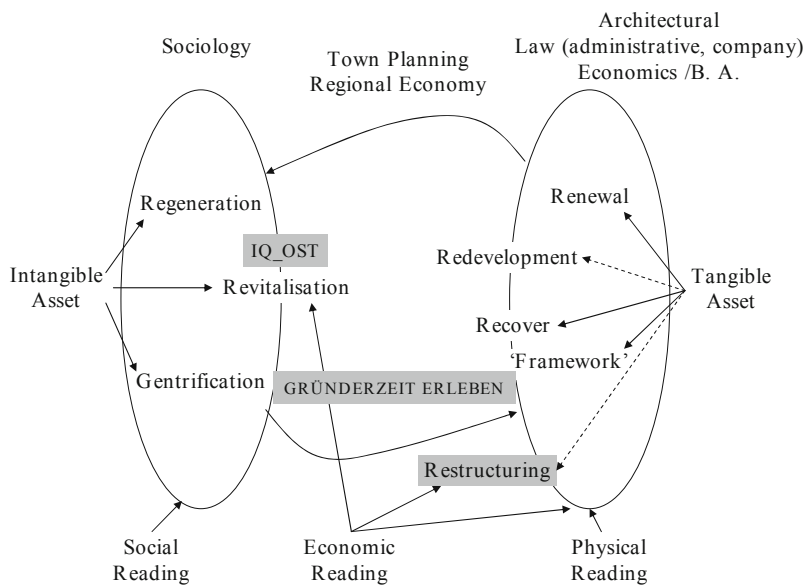 Sociology
Town Planning
Regional Economy
Architectural
Law (administrative, company)
Economics /B. A.
Regeneration
Renewal
IQ_OST
Redevelopment
Intangible
Asset
Revitalisation
Tangible
Asset
Recover
'Framework'
Gentrification
GRÜNDERZEIT ERLEBEN
Restructuring
Social
Reading
Economic
Reading
Physical
Reading